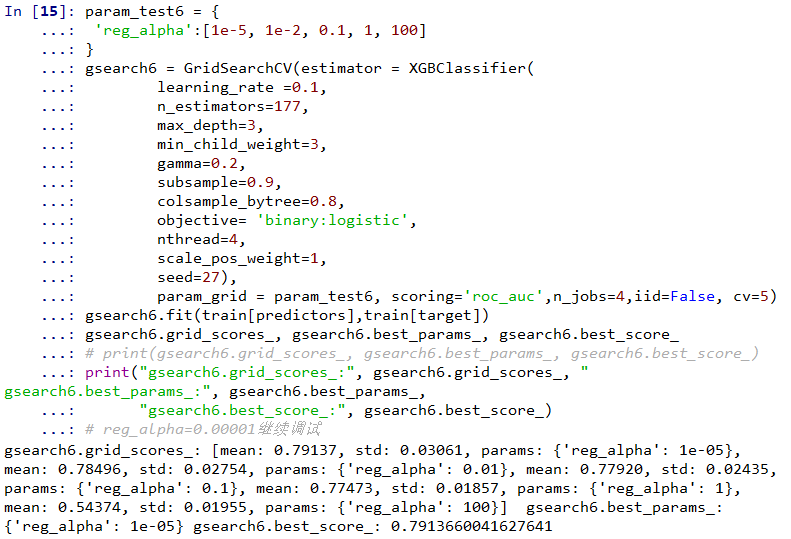 In [15]: param_test6 = {
    ...:  'reg_alpha':[1e-5, 1e-2, 0.1, 1, 100]
    ...: }
    ...: gsearch6 = GridSearchCV(estimator = XGBClassifier(
    ...:         learning_rate =0.1,
    ...:         n_estimators=177,
    ...:         max_depth=3,
    ...:         min_child_weight=3,
    ...:         gamma=0.2,
    ...:         subsample=0.9,
    ...:         colsample_bytree=0.8,
    ...:         objective= 'binary:logistic',
    ...:         nthread=4,
    ...:         scale_pos_weight=1,
    ...:         seed=27),
    ...:         param_grid = param_test6, scoring='roc_auc',n_jobs=4,iid=False, cv=5)
    ...: gsearch6.fit(train[predictors],train[target])
    ...: gsearch6.grid_scores_, gsearch6.best_params_, gsearch6.best_score_
    ...: # print(gsearch6.grid_scores_, gsearch6.best_params_, gsearch6.best_score_)
    ...: print("gsearch6.grid_scores_:", gsearch6.grid_scores_, "
gsearch6.best_params_:", gsearch6.best_params_,
    ...:       "gsearch6.best_score_:", gsearch6.best_score_)
    ...: # reg_alpha=0.00001继续调试
gsearch6.grid_scores_: [mean: 0.79137, std: 0.03061, params: {'reg_alpha': 1e-05},
mean: 0.78496, std: 0.02754, params: {'reg_alpha': 0.01}, mean: 0.77920, std: 0.02435,
params: {'reg_alpha': 0.1}, mean: 0.77473, std: 0.01857, params: {'reg_alpha': 1},
mean: 0.54374, std: 0.01955, params: {'reg_alpha': 100}]  gsearch6.best_params_:
{'reg_alpha': 1e-05} gsearch6.best_score_: 0.7913660041627641